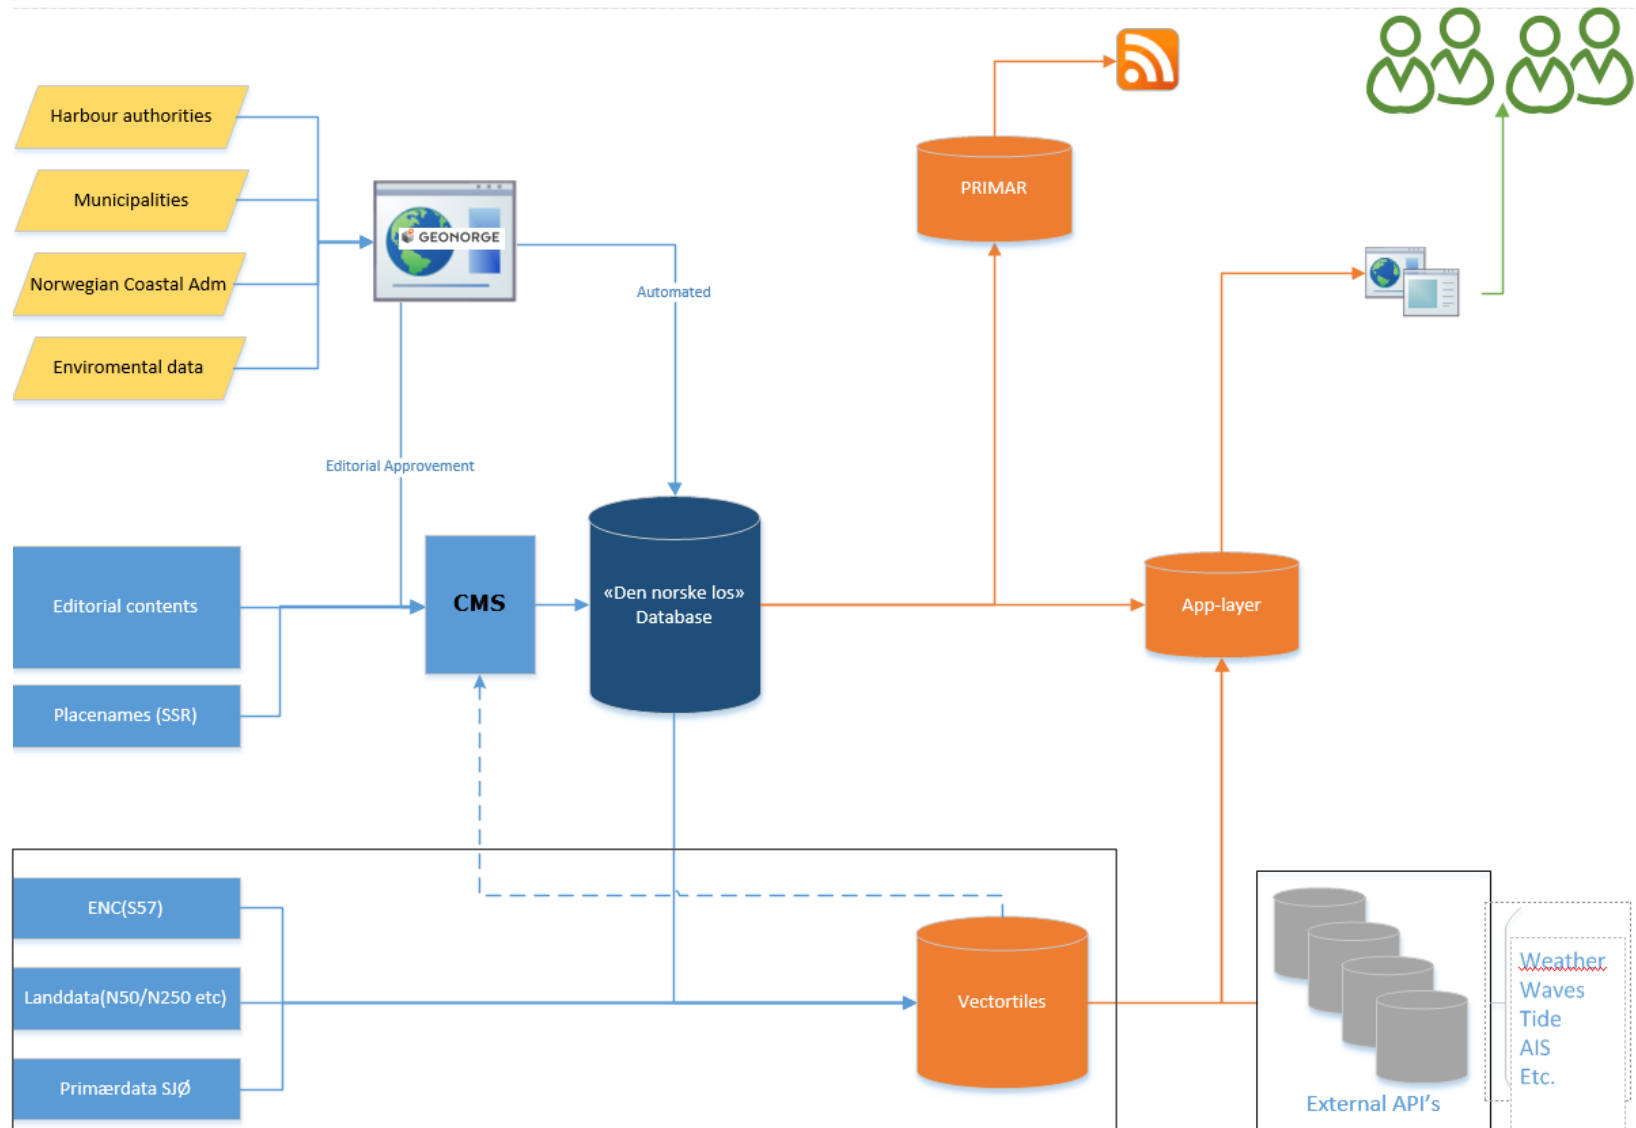 Harbour authorities
Municipalities
Norwegian Coastal Adm
Enviromental data
GEONORGE
Automated
Editorial Approvement
PRIMAR
Editorial contents
Placenames (SSR)
CMS
«Den norske los»
Database
App-layer
ENC(S57)
Landdata(N50/N250 etc)
Primærdata SJØ
Vectortiles
External API's
Weather
Waves
Tide
AIS
Etc.